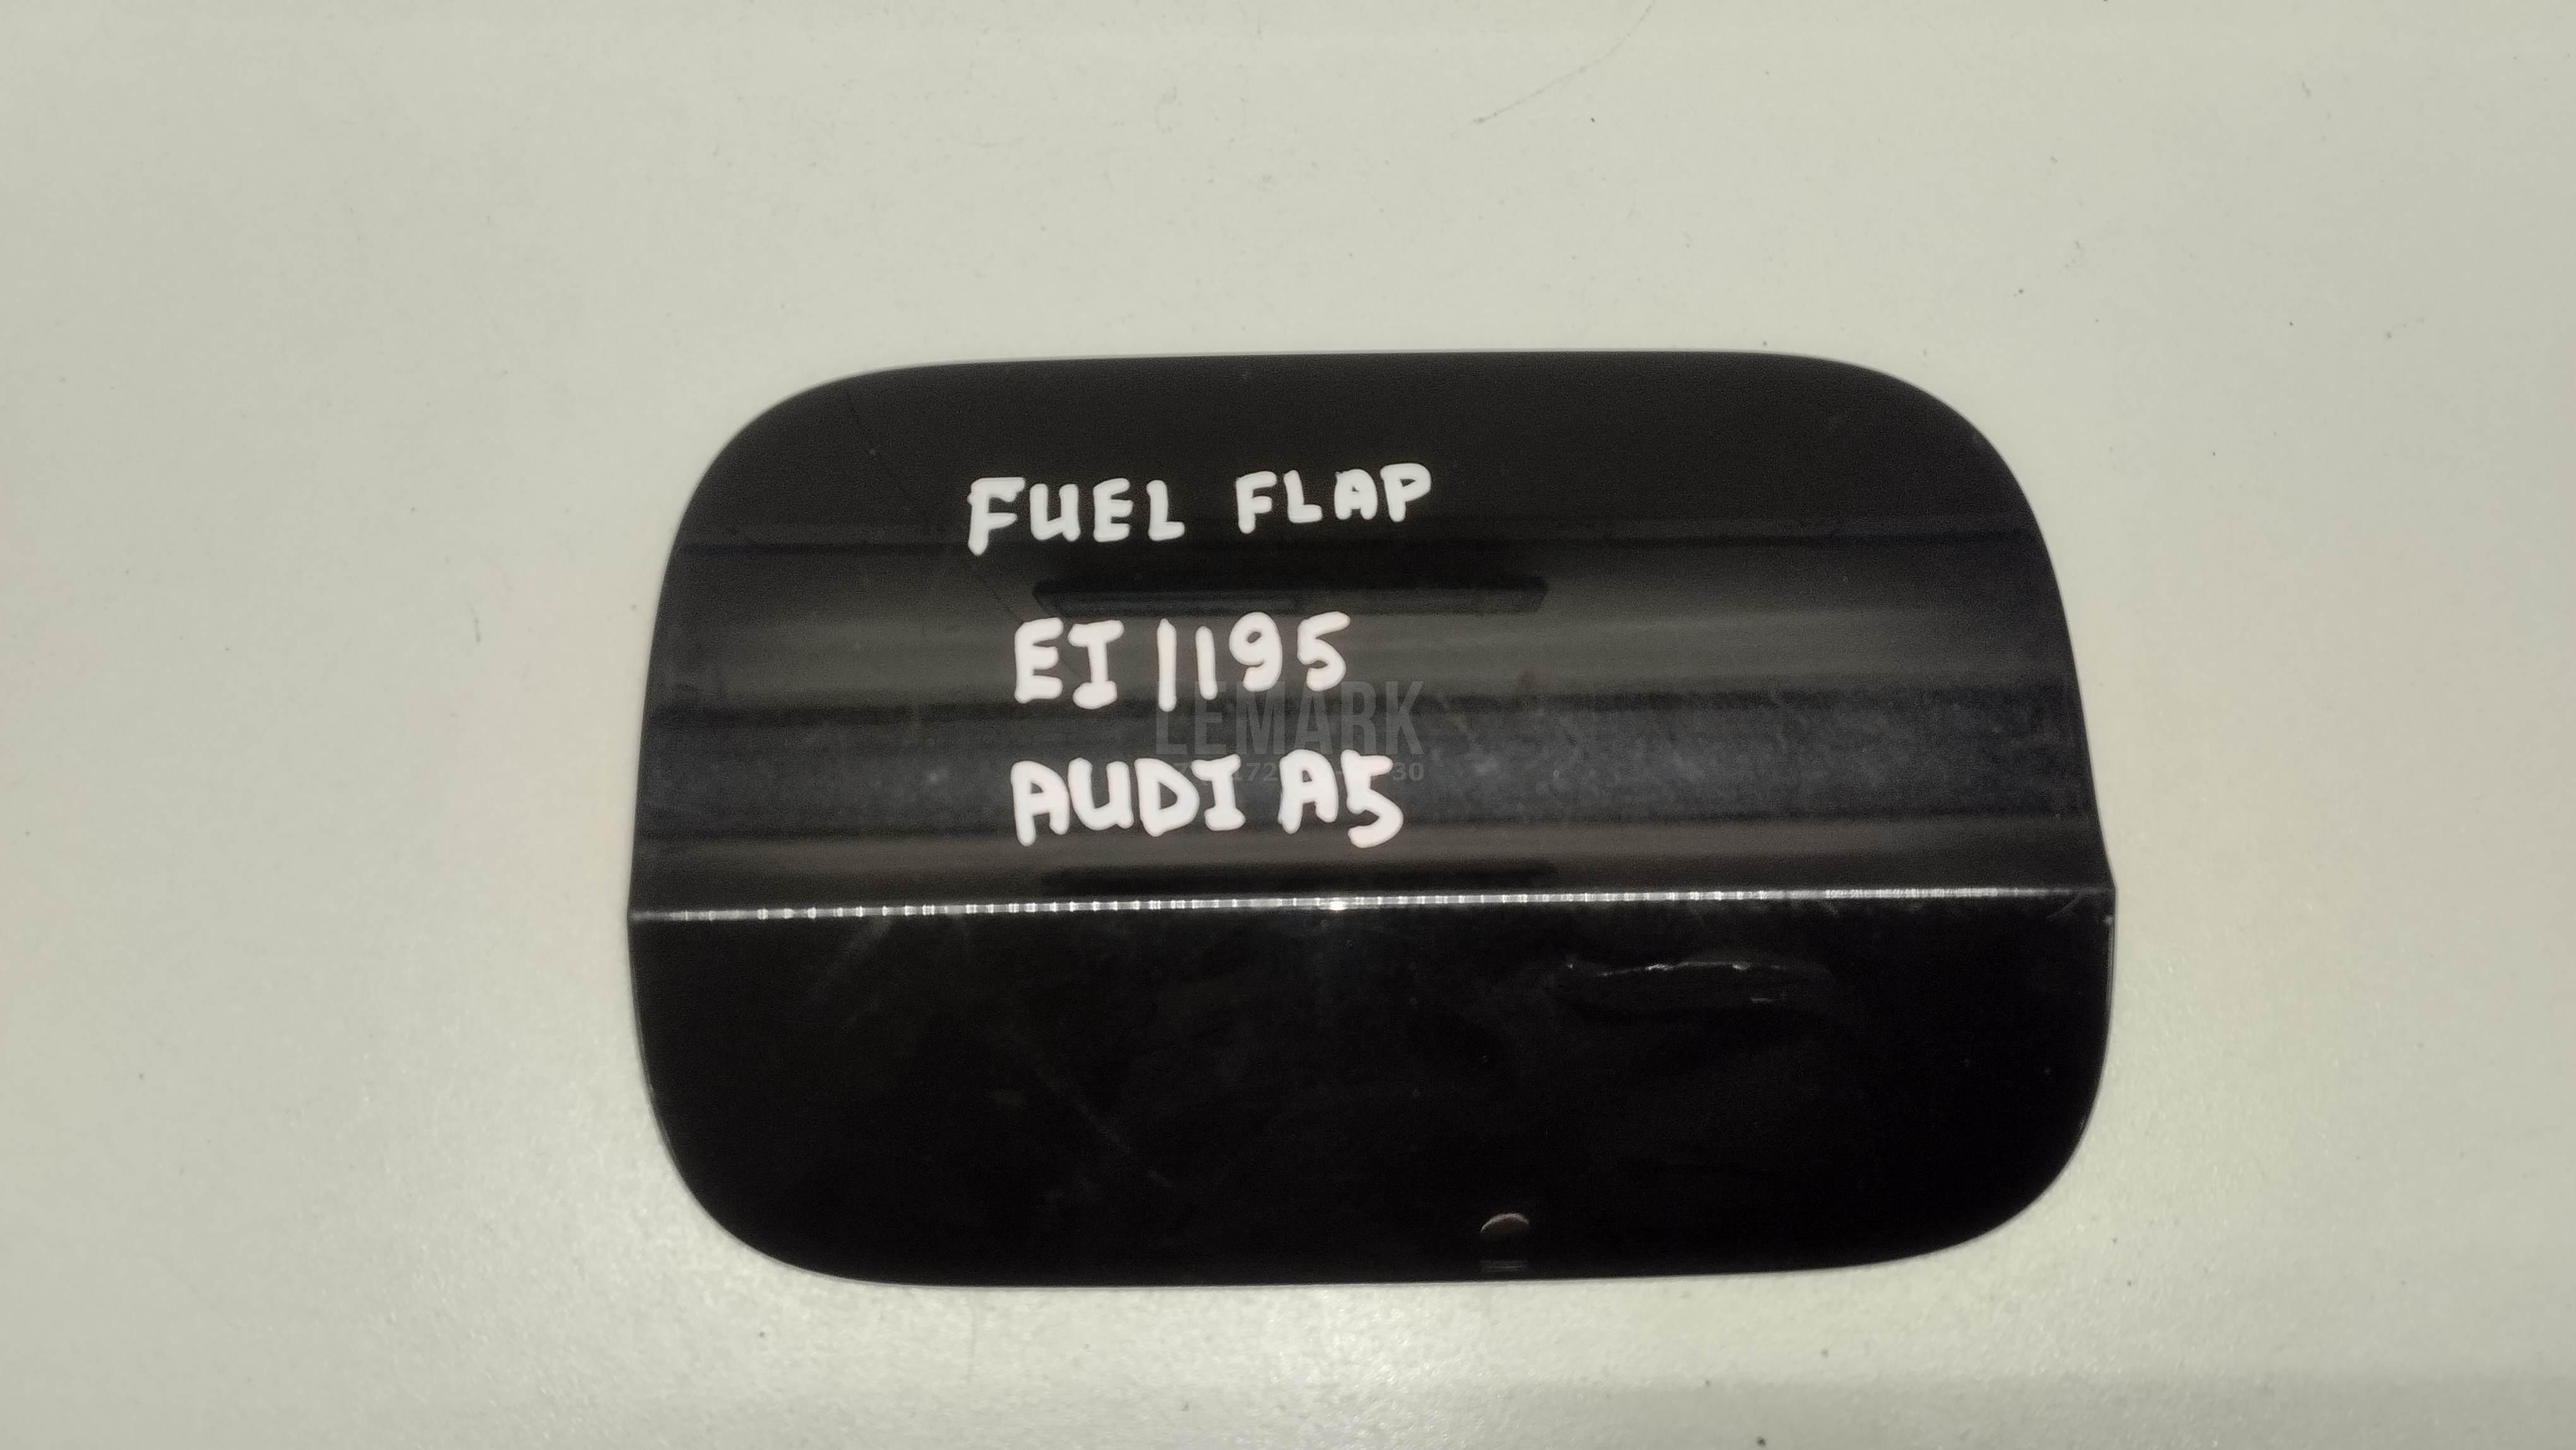 FUEL FLAP
EI 1195
LEMARK
AUDI A5